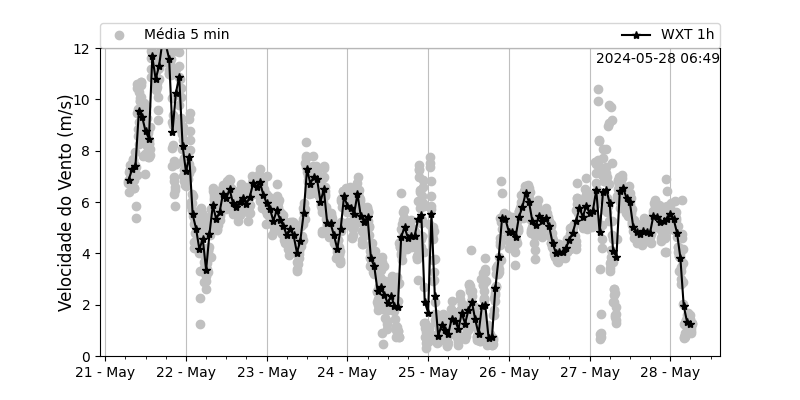 Média 5 min
WXT 1h
2024-05-28 06:49
Velocidade do Vento (m/s)
12
10
8
6
4
2
0
21 - May
22 - May
23 - May
24 - May
25 - May
26 - May
27 - May
28 - May